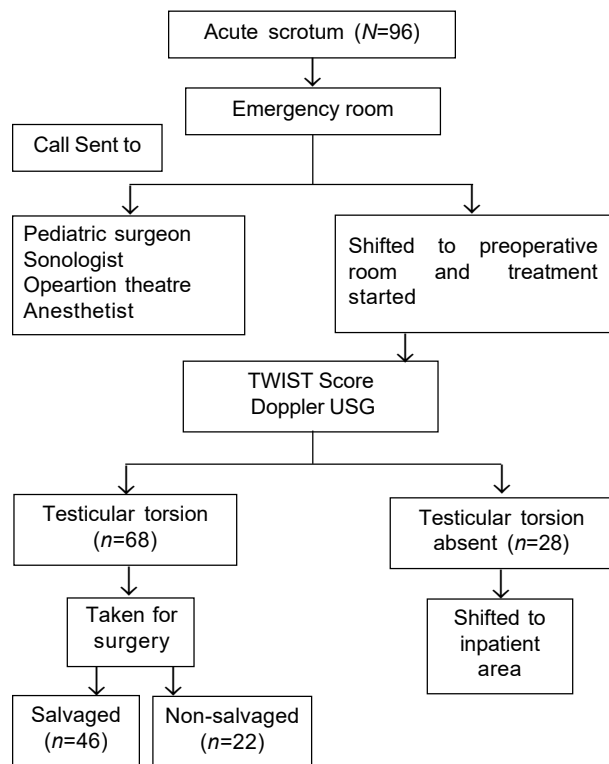 Acute scrotum (N=96)
Emergency room
Call Sent to
Pediatric surgeon
Sonologist
Opeartion theatre
Anesthetist
Shifted to preoperative
room and treatment
started
TWIST Score
Doppler USG
Testicular torsion
(n=68)
Testicular torsion
absent (n=28)
Taken for
surgery
Shifted to
inpatient
area
Salvaged
(n=46)
Non-salvaged
(n=22)